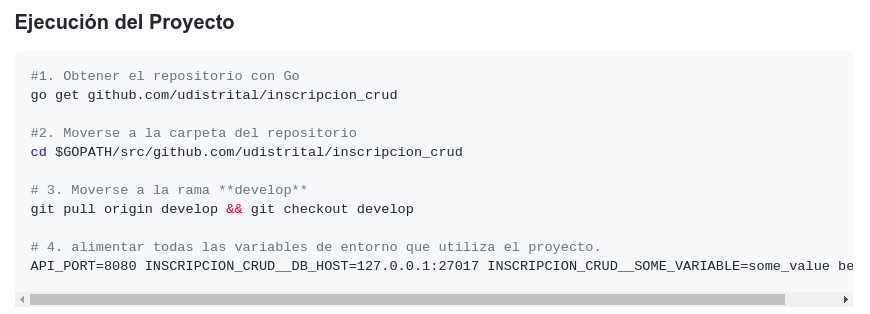 Ejecución del Proyecto
#1. Obtener el repositorio con Go
go get github.com/udistrital/inscripcion_crud
#2. Moverse a la carpeta del repositorio
cd $GOPATH/src/github.com/udistrital/inscripcion_crud
# 3. Moverse a la rama **develop**
git pull origin develop && git checkout develop
# 4. alimentar todas las variables de entorno que utiliza el proyecto.
API_PORT=8080 INSCRIPCION_CRUD__DB_HOST=127.0.0.1:27017 INSCRIPCION_CRUD__SOME_VARIABLE=some_value be